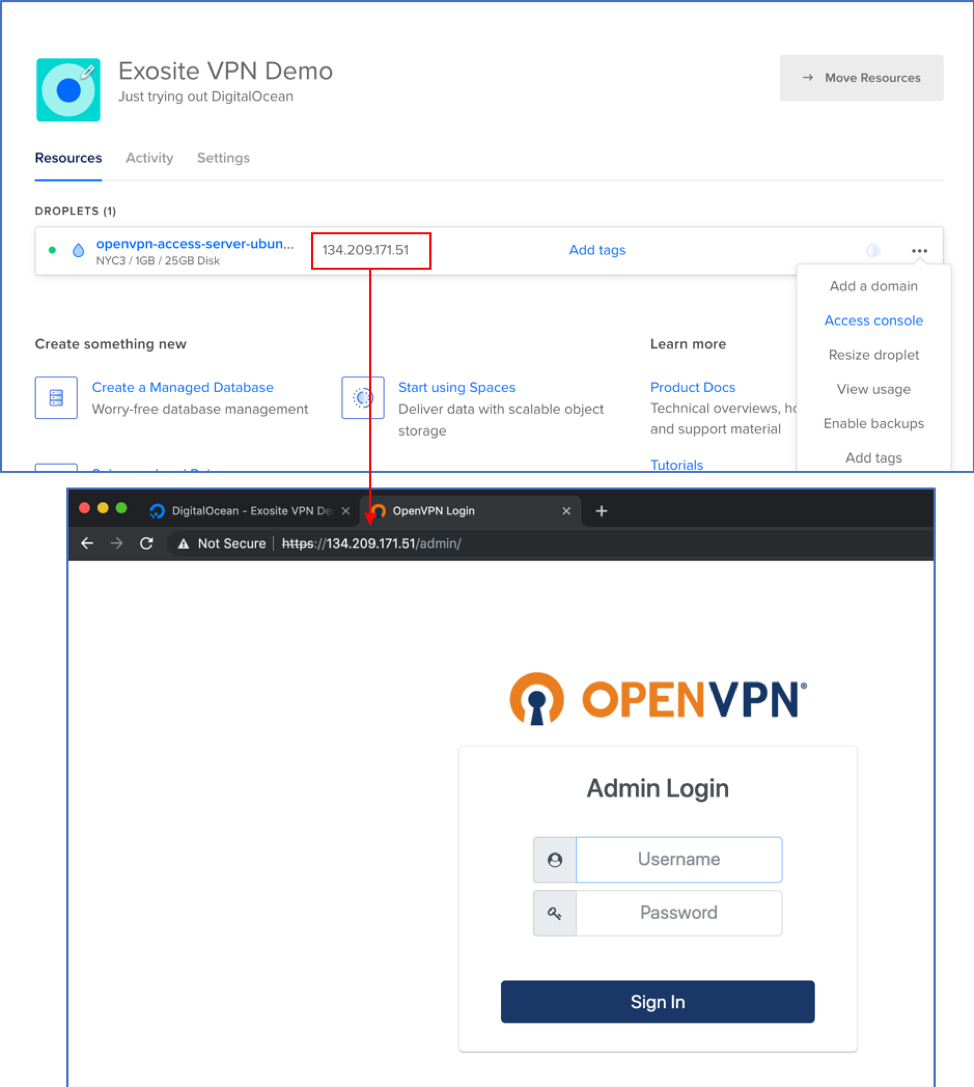 Exosite VPN Demo
Just trying out DigitalOcean
→ Move Resources
Resources Activity Settings
DROPLETS (1)
openvpn-access-server-ubun...
NYC3 / 1GB / 25GB Disk
134.209.171.51
Add tags
Add a domain
Access console
Resize droplet
View usage
Enable backups
Add tags
Create something new
Create a Managed Database
Worry-free database management
Start using Spaces
Deliver data with scalable object
storage
Learn more
Product Docs
Technical overviews, ho
and support material
Tutorials
DigitalOcean - Exosite VPN De
OpenVPN Login
Not Secure | https://134.209.171.51/admin/
OPENVPN®
Admin Login
Username
Password
Sign In